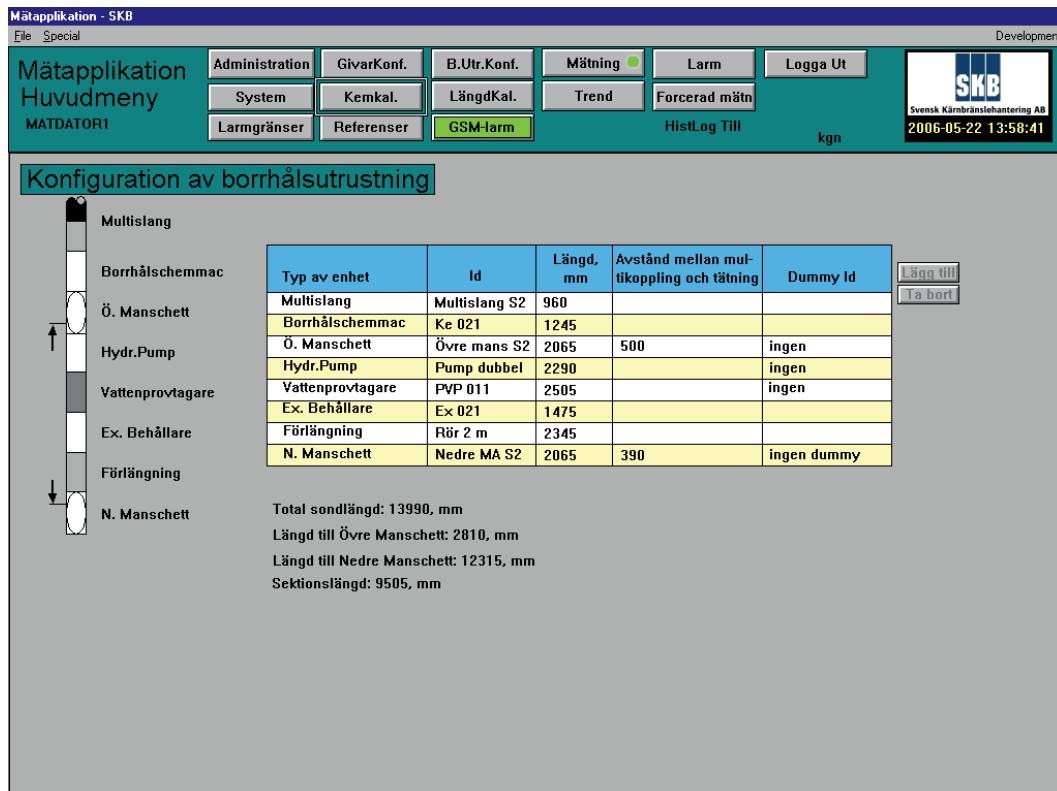 Mätapplikation - SKB
File Special Developmen
Mätapplikation
Huvudmeny
MATDATOR1
Administration GivarKonf. B.Utr.Konf. Mätning Larm Logga Ut
System Kemkal. LängdKal. Trend Forcerad mätn
Larmgränser Referenser GSM-larm HistLog Till kgn
SKB
Svensk Kärnbränslehantering AB
2006-05-22 13:58:41
Konfiguration av borrhålsutrustning
Multislang
Borrhålschemmac
Ö. Manschett
Hydr.Pump
Vattenprovtagare
Ex. Behållare
Förlängning
N. Manschett
Typ av enhet Id Längd, mm Avstånd mellan mul-tikoppling och tätning Dummy Id
Multislang Multislang S2 960
Borrhålschemmac Ke 021 1245
Ö. Manschett Övre mans S2 2065 500 ingen
Hydr.Pump Pump dubbel 2290 ingen
Vattenprovtagare PVP 011 2505 ingen
Ex. Behållare Ex 021 1475
Förlängning Rör 2 m 2345
N. Manschett Nedre MA S2 2065 390 ingen dummy
Lägg till
Ta bort
Total sondlängd: 13990, mm
Längd till Övre Manschett: 2810, mm
Längd till Nedre Manschett: 12315, mm
Sektionslängd: 9505, mm